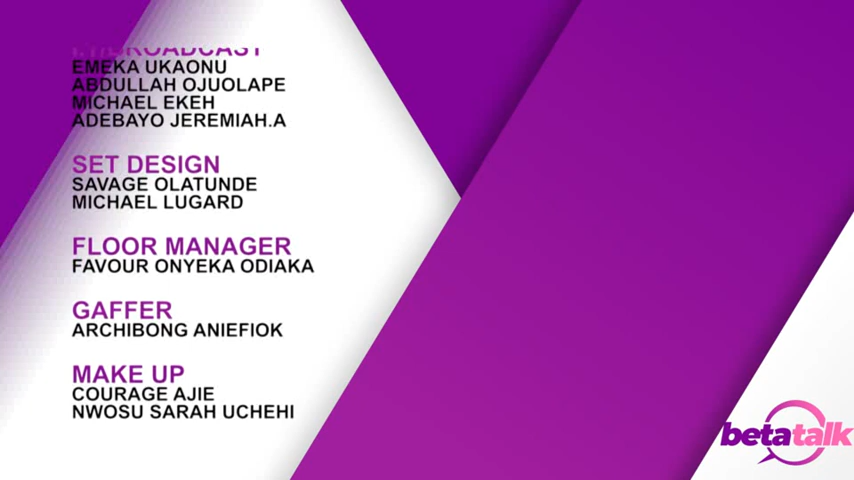 BROADCAST
EMEKA UKAONU
ABDULLAH OJUOLAPE
MICHAEL EKEH
ADEBAYO JEREMIAH.A
SET DESIGN
SAVAGE OLATUNDE
MICHAEL LUGARD
FLOOR MANAGER
FAVOUR ONYEKA ODIAKA
GAFFER
ARCHIBONG ANIEFIOK
MAKE UP
COURAGE AJIE
NWOSU SARAH UCHEHI
betatalk